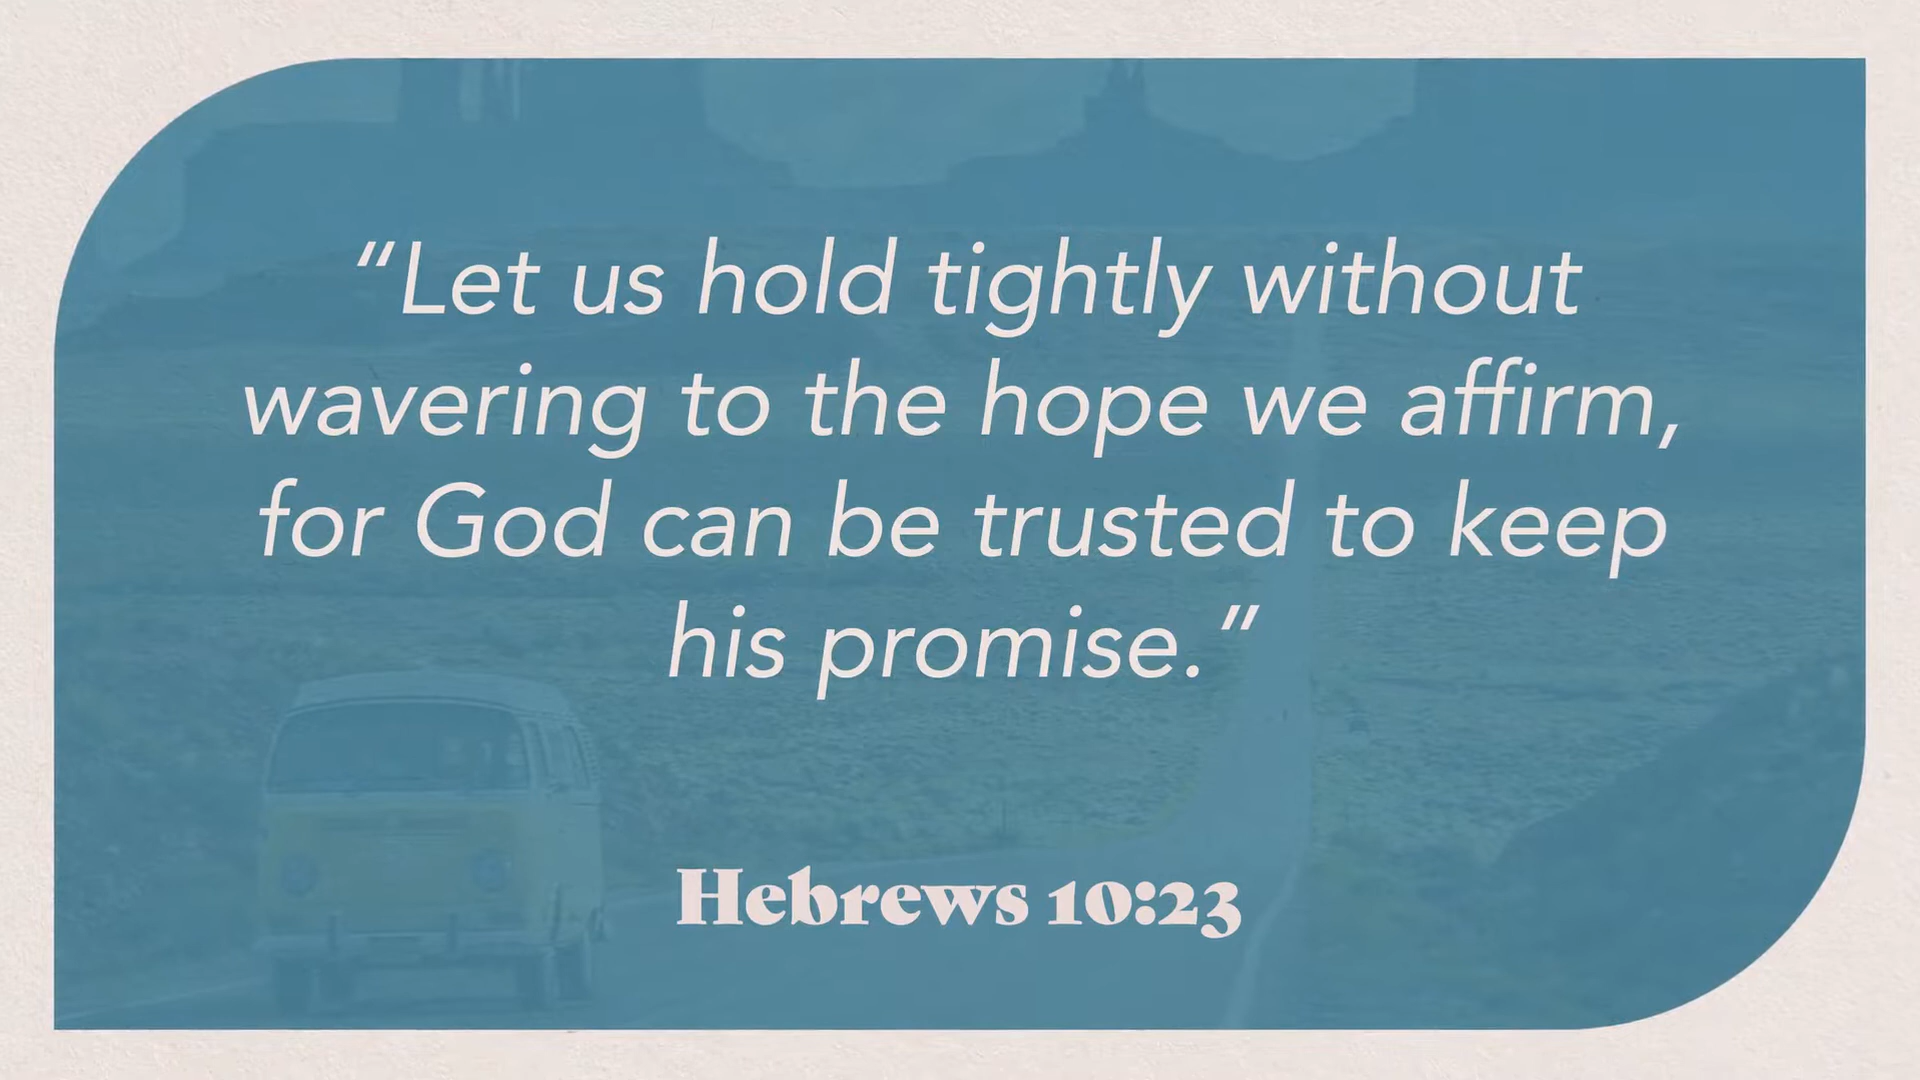 “Let us hold tightly without
wavering to the hope we affirm,
for God can be trusted to keep
his promise.”
Hebrews 10:23